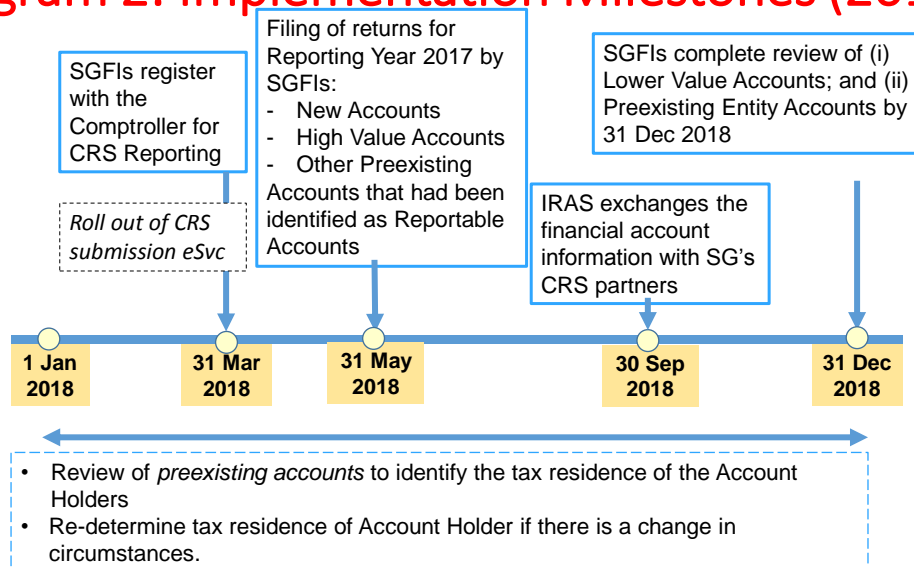 gram 2: Implementation Milestones (201
SGFIs register
with the
Comptroller for
CRS Reporting
Roll out of CRS
submission eSvc
Filing of returns for
Reporting Year 2017 by
SGFIs:
- New Accounts
- High Value Accounts
- Other Preexisting
Accounts that had been
identified as Reportable
Accounts
IRAS exchanges the
financial account
information with SG's
CRS partners
SGFIs complete review of (i)
Lower Value Accounts; and (ii)
Preexisting Entity Accounts by
31 Dec 2018
1 Jan
2018
31 Mar
2018
31 May
2018
30 Sep
2018
31 Dec
2018
• Review of preexisting accounts to identify the tax residence of the Account
Holders
• Re-determine tax residence of Account Holder if there is a change in
circumstances.